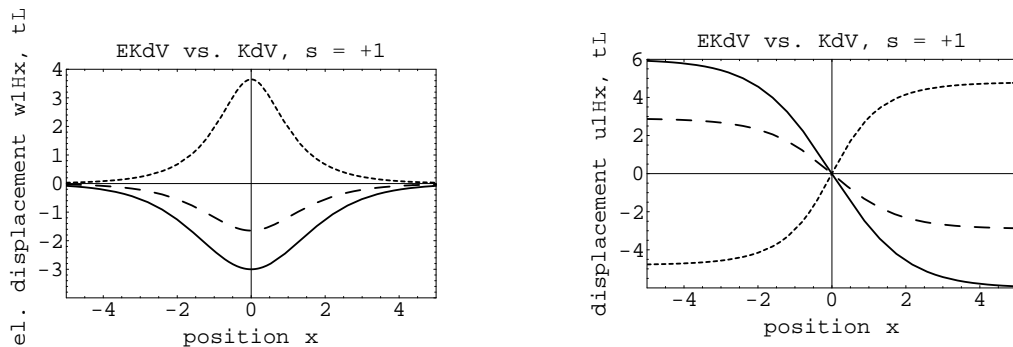 EKdV vs. KdV, s = +1
el. displacement w1Hx, tL
4
3
2
1
0
-1
-2
-3
-4 -2 0 2 4
position x
EKdV vs. KdV, s = +1
displacement u1Hx, tL
6
4
2
0
-2
-4
-4 -2 0 2 4
position x